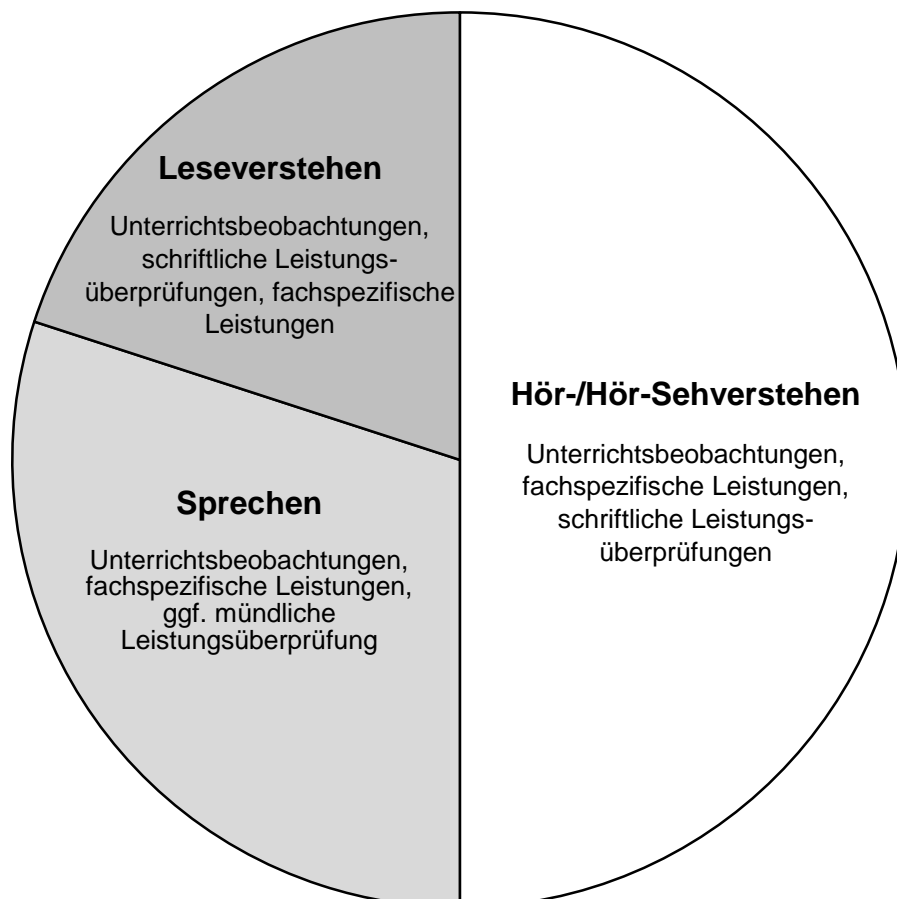 Leseverstehen
Unterrichtsbeobachtungen,
schriftliche Leistungs-
überprüfungen, fachspezifische
Leistungen
Sprechen
Unterrichtsbeobachtungen,
fachspezifische Leistungen,
ggf. mündliche
Leistungsüberprüfung
Hör-/Hör-Sehverstehen
Unterrichtsbeobachtungen,
fachspezifische Leistungen,
schriftliche Leistungs-
überprüfungen